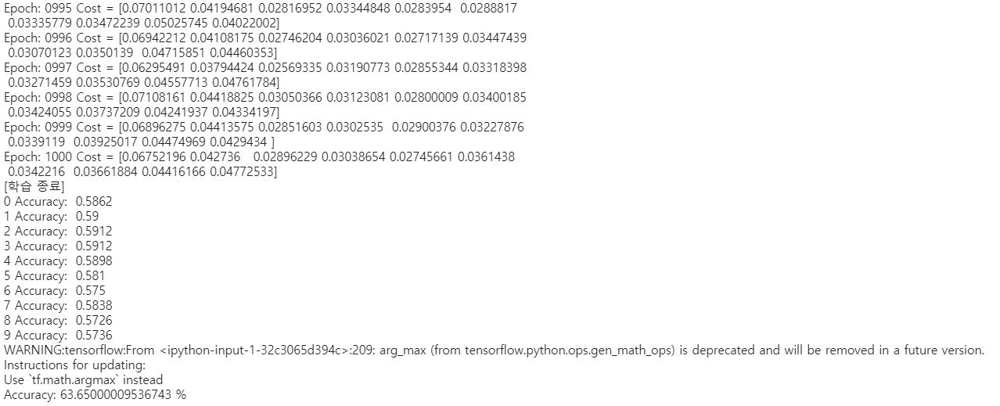 Epoch: 0995 Cost = [0.07011012 0.04194681 0.02816952 0.03344848 0.0283954  0.0288817
 0.03335779 0.03472239 0.05025745 0.04022002]
Epoch: 0996 Cost = [0.06942212 0.04108175 0.02746204 0.03036021 0.02717139 0.03447439
 0.03070123 0.0350139  0.04715851 0.04460353]
Epoch: 0997 Cost = [0.06295491 0.03794424 0.02569335 0.03190773 0.02855344 0.03318398
 0.03271459 0.03530769 0.04557713 0.04761784]
Epoch: 0998 Cost = [0.07108161 0.04418825 0.03050366 0.03123081 0.02800009 0.03400185
 0.03424055 0.03737209 0.04241937 0.04334197]
Epoch: 0999 Cost = [0.06896275 0.04413575 0.02851603 0.0302535  0.02900376 0.03227876
 0.0339119  0.03925017 0.04474969 0.0429434 ]
Epoch: 1000 Cost = [0.06752196 0.042736   0.02896229 0.03038654 0.02745661 0.0361438
 0.0342216  0.03661884 0.04416166 0.04772533]
[학습 종료]
0 Accuracy:  0.5862
1 Accuracy:  0.59
2 Accuracy:  0.5912
3 Accuracy:  0.5912
4 Accuracy:  0.5898
5 Accuracy:  0.581
6 Accuracy:  0.575
7 Accuracy:  0.5838
8 Accuracy:  0.5726
9 Accuracy:  0.5736
WARNING:tensorflow:From <ipython-input-1-32c3065d394c>:209: arg_max (from tensorflow.python.ops.gen_math_ops) is deprecated and will be removed in a future version.
Instructions for updating:
Use `tf.math.argmax` instead
Accuracy: 63.65000009536743 %